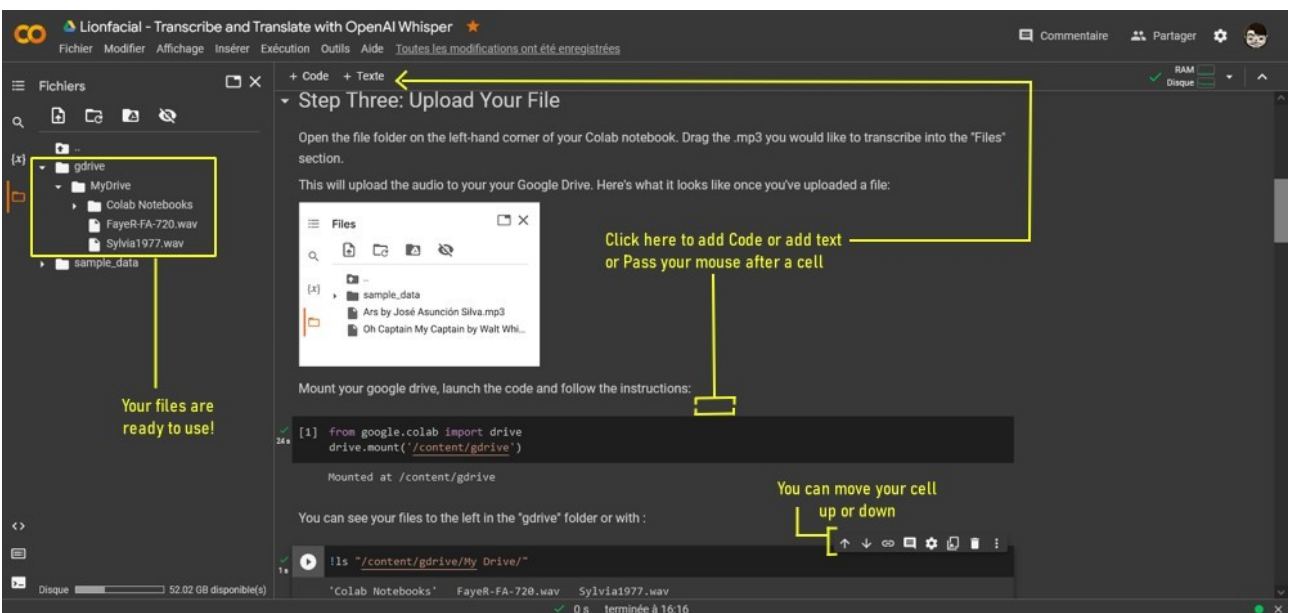 Lionfacial - Transcribe and Translate with OpenAI Whisper
Fichier Modifier Affichage Insérer Exécution Outils Aide Toutes les modifications ont été enregistrées
Commentaire
Partager
Fichiers
..
gdrive
MyDrive
Colab Notebooks
FayeR-FA-720.wav
Sylvia1977.wav
sample_data
Your files are
ready to use!
Disque 52.02 GB disponible(s)
+ Code + Texte
RAM
Disque
Step Three: Upload Your File
Open the file folder on the left-hand corner of your Colab notebook. Drag the .mp3 you would like to transcribe into the "Files"
section.
This will upload the audio to your your Google Drive. Here's what it looks like once you've uploaded a file:
Files
{x}
..
sample_data
Ars by José Asunción Silva.mp3
Oh Captain My Captain by Walt Whi...
Click here to add Code or add text
or Pass your mouse after a cell
Mount your google drive, launch the code and follow the instructions:
24 s
[1] from google.colab import drive
drive.mount('/content/gdrive')
Mounted at /content/gdrive
You can move your cell
up or down
You can see your files to the left in the "gdrive" folder or with :
1 s
!ls "/content/gdrive/My Drive/"
'Colab Notebooks' FayeR-FA-720.wav Sylvia1977.wav
0 s terminée à 16:16
{x}